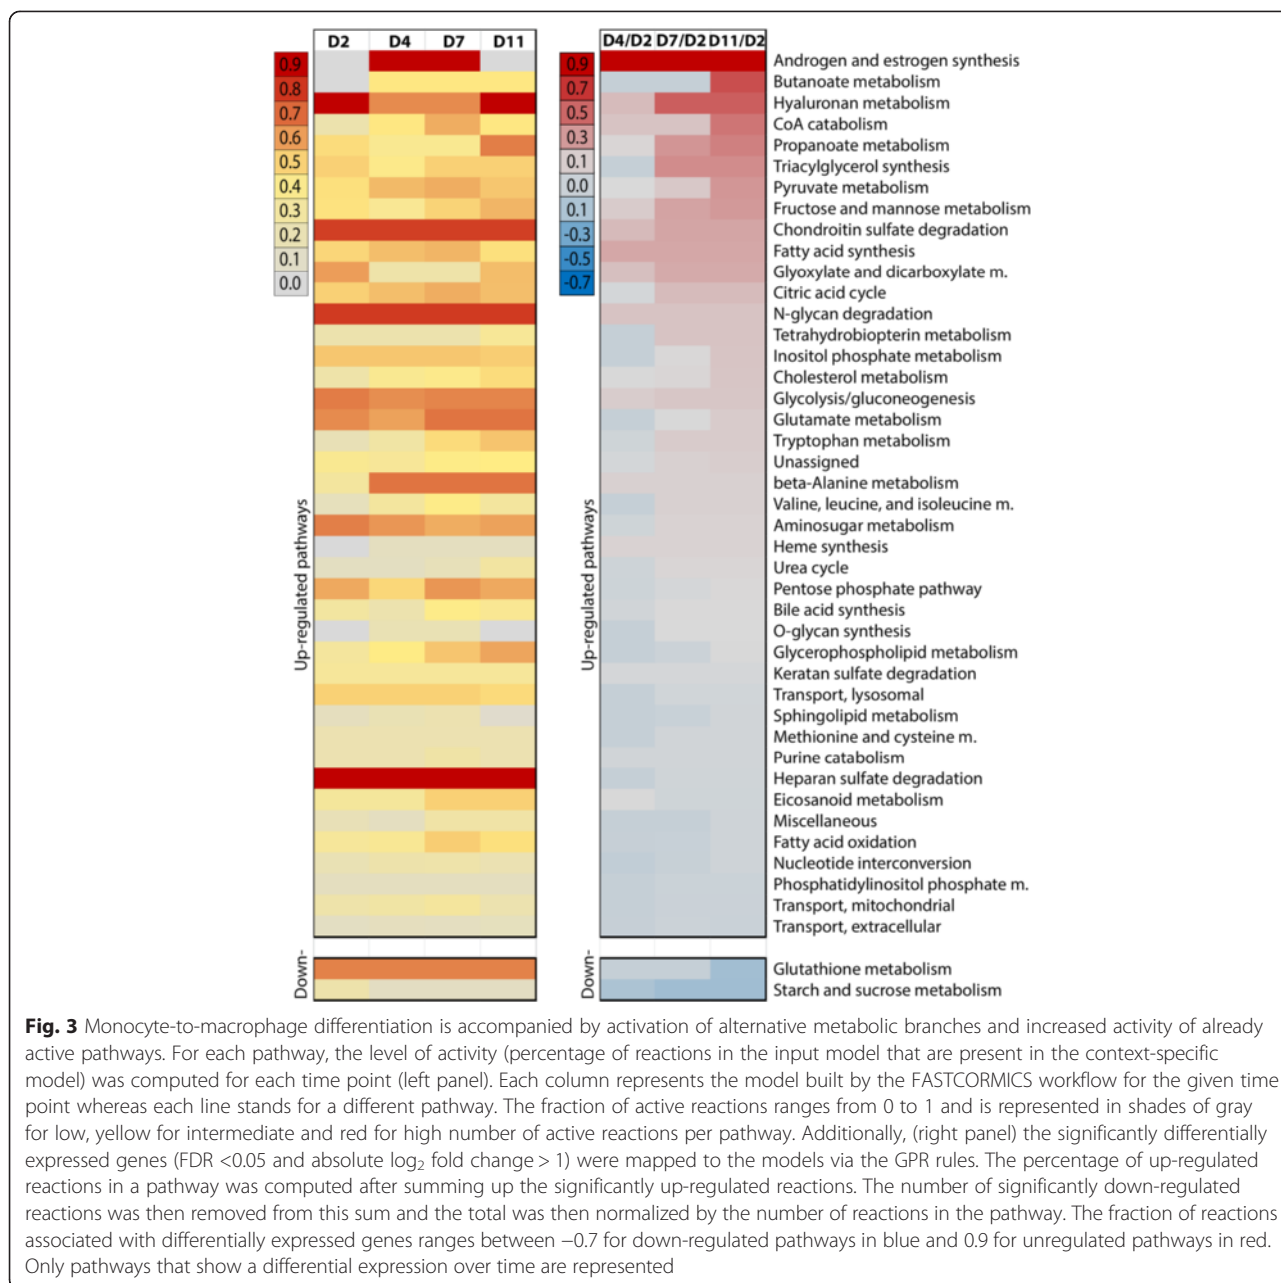 D2 D4 D7 D11
D4/D2 D7/D2 D11/D2
0.9
0.8
0.7
0.6
0.5
0.4
0.3
0.2
0.1
0.0
0.9
0.7
0.5
0.3
0.1
0.0
0.1
-0.3
-0.5
-0.7
Androgen and estrogen synthesis
Butanoate metabolism
Hyaluronan metabolism
CoA catabolism
Propanoate metabolism
Triacylglycerol synthesis
Pyruvate metabolism
Fructose and mannose metabolism
Chondroitin sulfate degradation
Fatty acid synthesis
Glyoxylate and dicarboxylate m.
Citric acid cycle
N-glycan degradation
Tetrahydrobiopterin metabolism
Inositol phosphate metabolism
Cholesterol metabolism
Glycolysis/gluconeogenesis
Glutamate metabolism
Tryptophan metabolism
Unassigned
beta-Alanine metabolism
Valine, leucine, and isoleucine m.
Aminosugar metabolism
Heme synthesis
Urea cycle
Pentose phosphate pathway
Bile acid synthesis
O-glycan synthesis
Glycerophospholipid metabolism
Keratan sulfate degradation
Transport, lysosomal
Sphingolipid metabolism
Methionine and cysteine m.
Purine catabolism
Heparan sulfate degradation
Eicosanoid metabolism
Miscellaneous
Fatty acid oxidation
Nucleotide interconversion
Phosphatidylinositol phosphate m.
Transport, mitochondrial
Transport, extracellular
Glutathione metabolism
Starch and sucrose metabolism
Up-regulated pathways
Down-
Up-regulated pathways
Down-
Fig. 3 Monocyte-to-macrophage differentiation is accompanied by activation of alternative metabolic branches and increased activity of already
active pathways. For each pathway, the level of activity (percentage of reactions in the input model that are present in the context-specific
model) was computed for each time point (left panel). Each column represents the model built by the FASTCORMICS workflow for the given time
point whereas each line stands for a different pathway. The fraction of active reactions ranges from 0 to 1 and is represented in shades of gray
for low, yellow for intermediate and red for high number of active reactions per pathway. Additionally, (right panel) the significantly differentially
expressed genes (FDR <0.05 and absolute log₂ fold change > 1) were mapped to the models via the GPR rules. The percentage of up-regulated
reactions in a pathway was computed after summing up the significantly up-regulated reactions. The number of significantly down-regulated
reactions was then removed from this sum and the total was then normalized by the number of reactions in the pathway. The fraction of reactions
associated with differentially expressed genes ranges between −0.7 for down-regulated pathways in blue and 0.9 for unregulated pathways in red.
Only pathways that show a differential expression over time are represented